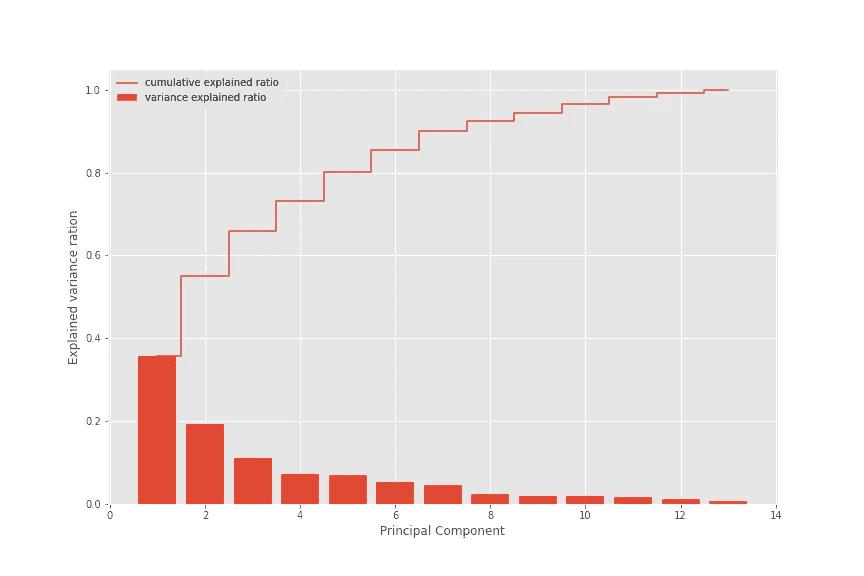 cumulative explained ratio
variance explained ratio
1.0
0.8
0.6
0.4
0.2
0.0
Explained variance ration
0 2 4 6 8 10 12 14
Principal Component